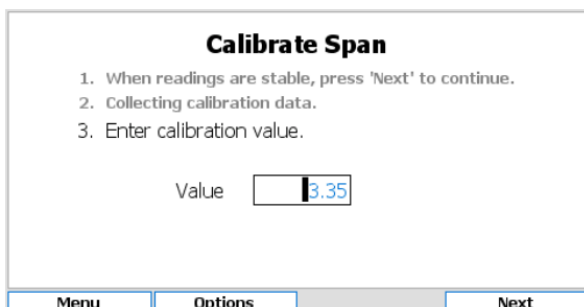 Calibrate Span
1. When readings are stable, press 'Next' to continue.
2. Collecting calibration data.
3. Enter calibration value.
Value 3.35
Menu Options Next